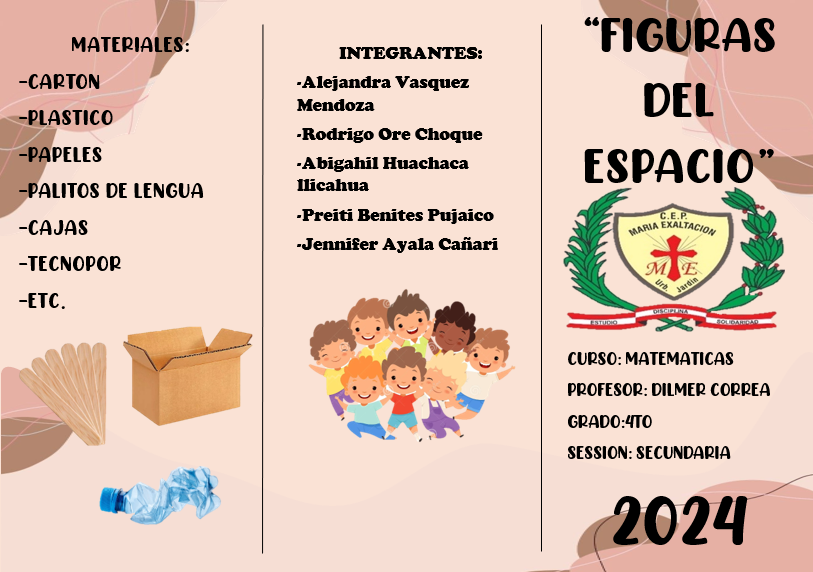 MATERIALES:
-CARTON
-PLASTICO
-PAPELES
-PALITOS DE LENGUA
-CAJAS
-TECNOPOR
-ETC.
INTEGRANTES:
-Alejandra Vasquez
Mendoza
-Rodrigo Ore Choque
-Abigahil Huachaca
Ilicahua
-Preiti Benites Pujaico
-Jennifer Ayala Cañari
“FIGURAS
DEL
ESPACIO”
C.E.P.
MARIA EXALTACION
M E
Urb. Jardin
ESTUDIO DISCIPLINA SOLIDARIDAD
CURSO: MATEMATICAS
PROFESOR: DILMER CORREA
GRADO:4TO
SESSION: SECUNDARIA
2024